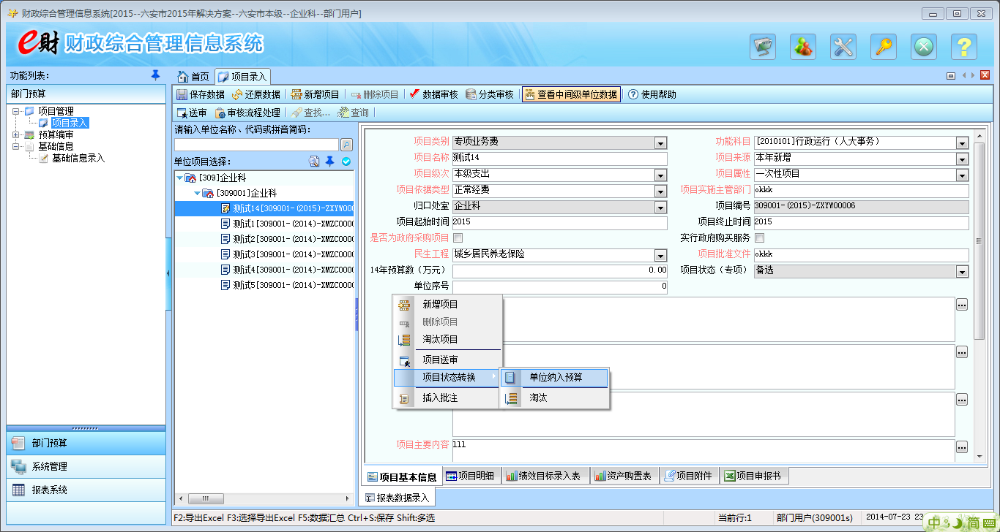 财政综合管理信息系统[2015--六安市2015年解决方案--六安市本级--企业科--部门用户]
e财 财政综合管理信息系统
功能列表:
首页 项目录入
部门预算
保存数据 还原数据 新增项目 删除项目 数据审核 分类审核 查看中间级单位数据 使用帮助
送审 审核流程处理 查找... 查询
项目管理
项目录入
预算编审
基础信息
基础信息录入
请输入单位名称、代码或拼音简码:
单位项目选择:
[309]企业科
[309001]企业科
测试14[309001-(2015)-ZXYW000
测试1[309001-(2014)-XMZC0000
测试2[309001-(2014)-XMZC0000
测试3[309001-(2014)-XMZC0000
测试4[309001-(2014)-XMZC0000
测试5[309001-(2014)-XMZC0000
项目类别 专项业务费 功能科目 [2010101]行政运行（人大事务）
项目名称 测试14 项目来源 本年新增
项目级次 本级支出 项目属性 一次性项目
项目依据类型 正常经费 项目实施主管部门 okkk
归口处室 企业科 项目编号 309001-(2015)-ZXYW00006
项目起始时间 2015 项目终止时间 2015
是否为政府采购项目 实行政府购买服务
民生工程 城乡居民养老保险 项目批准文件 okkk
14年预算数（万元） 0.00 项目状态（专项） 备选
单位序号 0
新增项目
删除项目
淘汰项目
项目送审
项目状态转换 单位纳入预算
插入批注 淘汰
项目主要内容 111
部门预算
系统管理
报表系统
项目基本信息 项目明细 绩效目标录入表 资产购置表 项目附件 项目申报书
报表数据录入
F2:导出Excel F3:选择导出Excel F5:数据汇总 Ctrl+S:保存 Shift:多选 当前行:1 部门用户(309001s) 2014-07-23 23
中 简